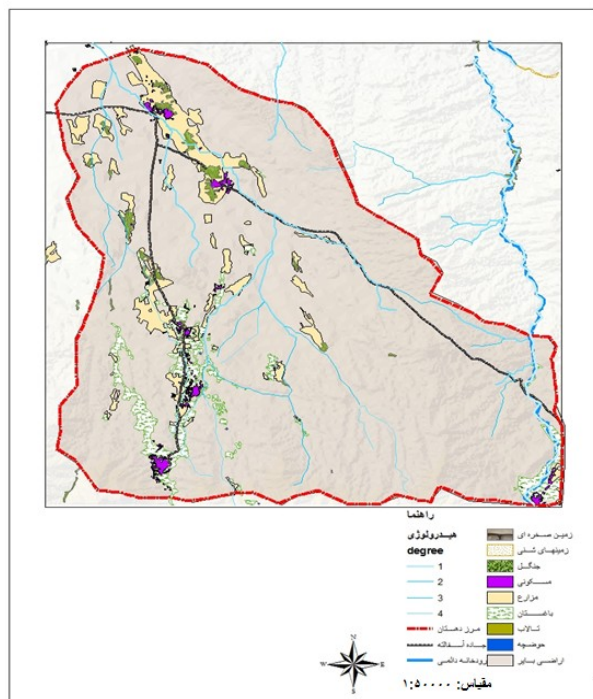 راهنما
هیدرولوژی
degree
1
2
3
4
مرز دهستان
جاده آسفالته
رودخانه دائمی
زمین صخره ای
زمینهای شنی
جنگل
مسکونی
مزارع
باغستان
تالاب
حوضچه
اراضی بایر
N
W
E
S
مقیاس: ۱:۵۰۰۰۰